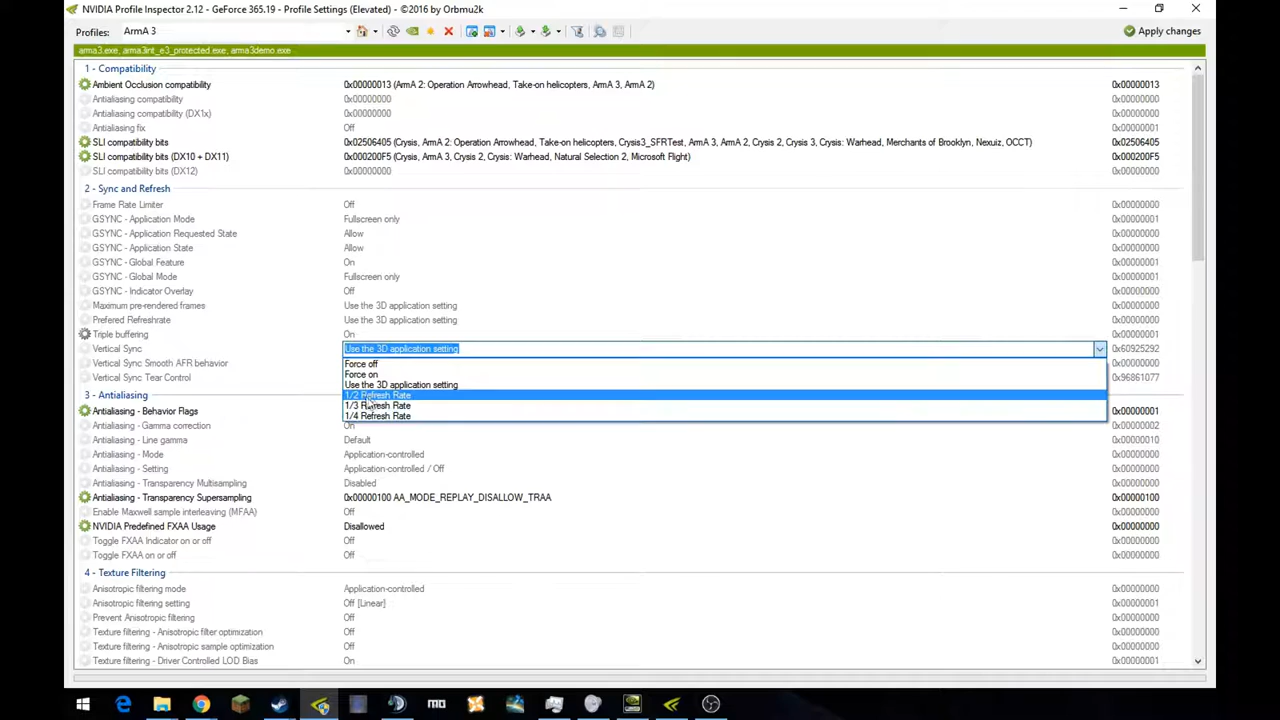 NVIDIA Profile Inspector 2.12 - GeForce 365.19 - Profile Settings (Elevated) - ©2016 by Orbmu2k
Profiles: ArmA 3 Apply changes
arma3.exe, arma3int_e3_protected.exe, arma3demo.exe
1 - Compatibility
Ambient Occlusion compatibility 0x00000013 (ArmA 2: Operation Arrowhead, Take-on helicopters, ArmA 3, ArmA 2) 0x00000013
Antialiasing compatibility 0x00000000 0x00000000
Antialiasing compatibility (DX1x) 0x00000000 0x00000000
Antialiasing fix Off 0x00000000
SLI compatibility bits 0x02506405 (Crysis, ArmA 2: Operation Arrowhead, Take-on helicopters, Crysis3_SFRTest, ArmA 3, ArmA 2, Crysis 2, Crysis 3, Crysis: Warhead, Merchants of Brooklyn, Nexuiz, OCCT) 0x02506405
SLI compatibility bits (DX10 + DX11) 0x000200F5 (Crysis, ArmA 3, Crysis 2, Crysis: Warhead, Natural Selection 2, Microsoft Flight) 0x000200F5
SLI compatibility bits (DX12) 0x00000000 0x00000000
2 - Sync and Refresh
Frame Rate Limiter Off 0x00000000
GSYNC - Application Mode Fullscreen only 0x00000001
GSYNC - Application Requested State Allow 0x00000000
GSYNC - Application State Allow 0x00000000
GSYNC - Global Feature On 0x00000001
GSYNC - Global Mode Fullscreen only 0x00000001
GSYNC - Indicator Overlay Off 0x00000000
Maximum pre-rendered frames Use the 3D application setting 0x00000000
Prefered Refreshrate Use the 3D application setting 0x00000000
Triple buffering On 0x00000001
Vertical Sync Use the 3D application setting 0x60925292
Vertical Sync Smooth AFR behavior Force off 0x00000000
Force on
Vertical Sync Tear Control Use the 3D application setting 0x96861077
1/2 Refresh Rate
3 - Antialiasing 1/3 Refresh Rate
Antialiasing - Behavior Flags 1/4 Refresh Rate 0x00000001
Antialiasing - Gamma correction On 0x00000002
Antialiasing - Line gamma Default 0x00000010
Antialiasing - Mode Application-controlled 0x00000000
Antialiasing - Setting Application-controlled / Off 0x00000000
Antialiasing - Transparency Multisampling Disabled 0x00000000
Antialiasing - Transparency Supersampling 0x00000100 AA_MODE_REPLAY_DISALLOW_TRAA 0x00000100
Enable Maxwell sample interleaving (MFAA) Off 0x00000000
NVIDIA Predefined FXAA Usage Disallowed 0x00000000
Toggle FXAA Indicator on or off Off 0x00000000
Toggle FXAA on or off Off 0x00000000
4 - Texture Filtering
Anisotropic filtering mode Application-controlled 0x00000000
Anisotropic filtering setting Off [Linear] 0x00000001
Prevent Anisotropic filtering Off 0x00000000
Texture filtering - Anisotropic filter optimization Off 0x00000000
Texture filtering - Anisotropic sample optimization Off 0x00000000
Texture filtering - Driver Controlled LOD Bias On 0x00000001